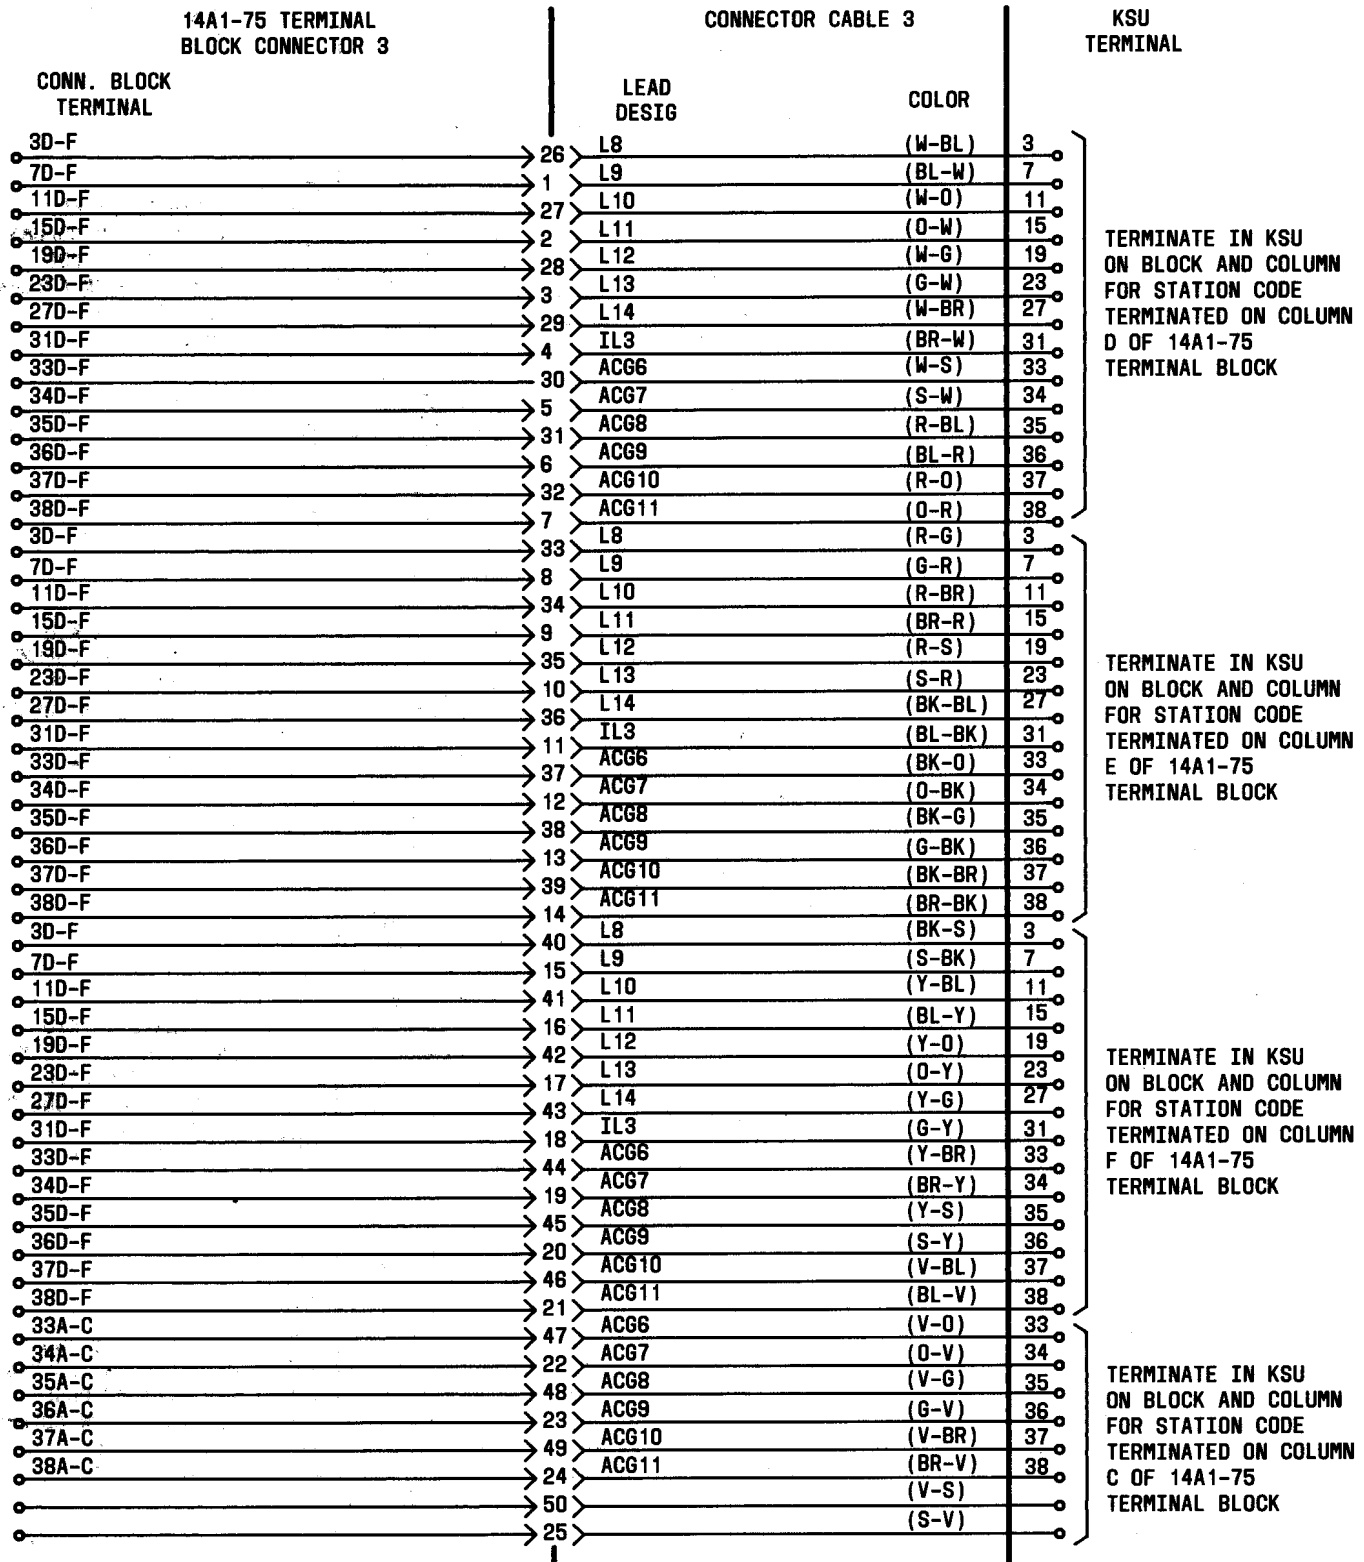 14A1-75 TERMINAL
BLOCK CONNECTOR 3
CONNECTOR CABLE 3
KSU
TERMINAL
CONN. BLOCK
TERMINAL
LEAD
DESIG
COLOR
3D-F 26 L8 (W-BL) 3
7D-F 1 L9 (BL-W) 7
11D-F 27 L10 (W-O) 11
15D-F 2 L11 (O-W) 15
19D-F 28 L12 (W-G) 19
23D-F 3 L13 (G-W) 23
27D-F 29 L14 (W-BR) 27
31D-F 4 IL3 (BR-W) 31
33D-F 30 ACG6 (W-S) 33
34D-F 5 ACG7 (S-W) 34
35D-F 31 ACG8 (R-BL) 35
36D-F 6 ACG9 (BL-R) 36
37D-F 32 ACG10 (R-O) 37
38D-F 7 ACG11 (O-R) 38
TERMINATE IN KSU
ON BLOCK AND COLUMN
FOR STATION CODE
TERMINATED ON COLUMN
D OF 14A1-75
TERMINAL BLOCK
3D-F 33 L8 (R-G) 3
7D-F 8 L9 (G-R) 7
11D-F 34 L10 (R-BR) 11
15D-F 9 L11 (BR-R) 15
19D-F 35 L12 (R-S) 19
23D-F 10 L13 (S-R) 23
27D-F 36 L14 (BK-BL) 27
31D-F 11 IL3 (BL-BK) 31
33D-F 37 ACG6 (BK-O) 33
34D-F 12 ACG7 (O-BK) 34
35D-F 38 ACG8 (BK-G) 35
36D-F 13 ACG9 (G-BK) 36
37D-F 39 ACG10 (BK-BR) 37
38D-F 14 ACG11 (BR-BK) 38
TERMINATE IN KSU
ON BLOCK AND COLUMN
FOR STATION CODE
TERMINATED ON COLUMN
E OF 14A1-75
TERMINAL BLOCK
3D-F 40 L8 (BK-S) 3
7D-F 15 L9 (S-BK) 7
11D-F 41 L10 (Y-BL) 11
15D-F 16 L11 (BL-Y) 15
19D-F 42 L12 (Y-O) 19
23D-F 17 L13 (O-Y) 23
27D-F 43 L14 (Y-G) 27
31D-F 18 IL3 (G-Y) 31
33D-F 44 ACG6 (Y-BR) 33
34D-F 19 ACG7 (BR-Y) 34
35D-F 45 ACG8 (Y-S) 35
36D-F 20 ACG9 (S-Y) 36
37D-F 46 ACG10 (V-BL) 37
38D-F 21 ACG11 (BL-V) 38
TERMINATE IN KSU
ON BLOCK AND COLUMN
FOR STATION CODE
TERMINATED ON COLUMN
F OF 14A1-75
TERMINAL BLOCK
33A-C 47 ACG6 (V-O) 33
34A-C 22 ACG7 (O-V) 34
35A-C 48 ACG8 (V-G) 35
36A-C 23 ACG9 (G-V) 36
37A-C 49 ACG10 (V-BR) 37
38A-C 24 ACG11 (BR-V) 38
50 (V-S)
25 (S-V)
TERMINATE IN KSU
ON BLOCK AND COLUMN
FOR STATION CODE
TERMINATED ON COLUMN
C OF 14A1-75
TERMINAL BLOCK